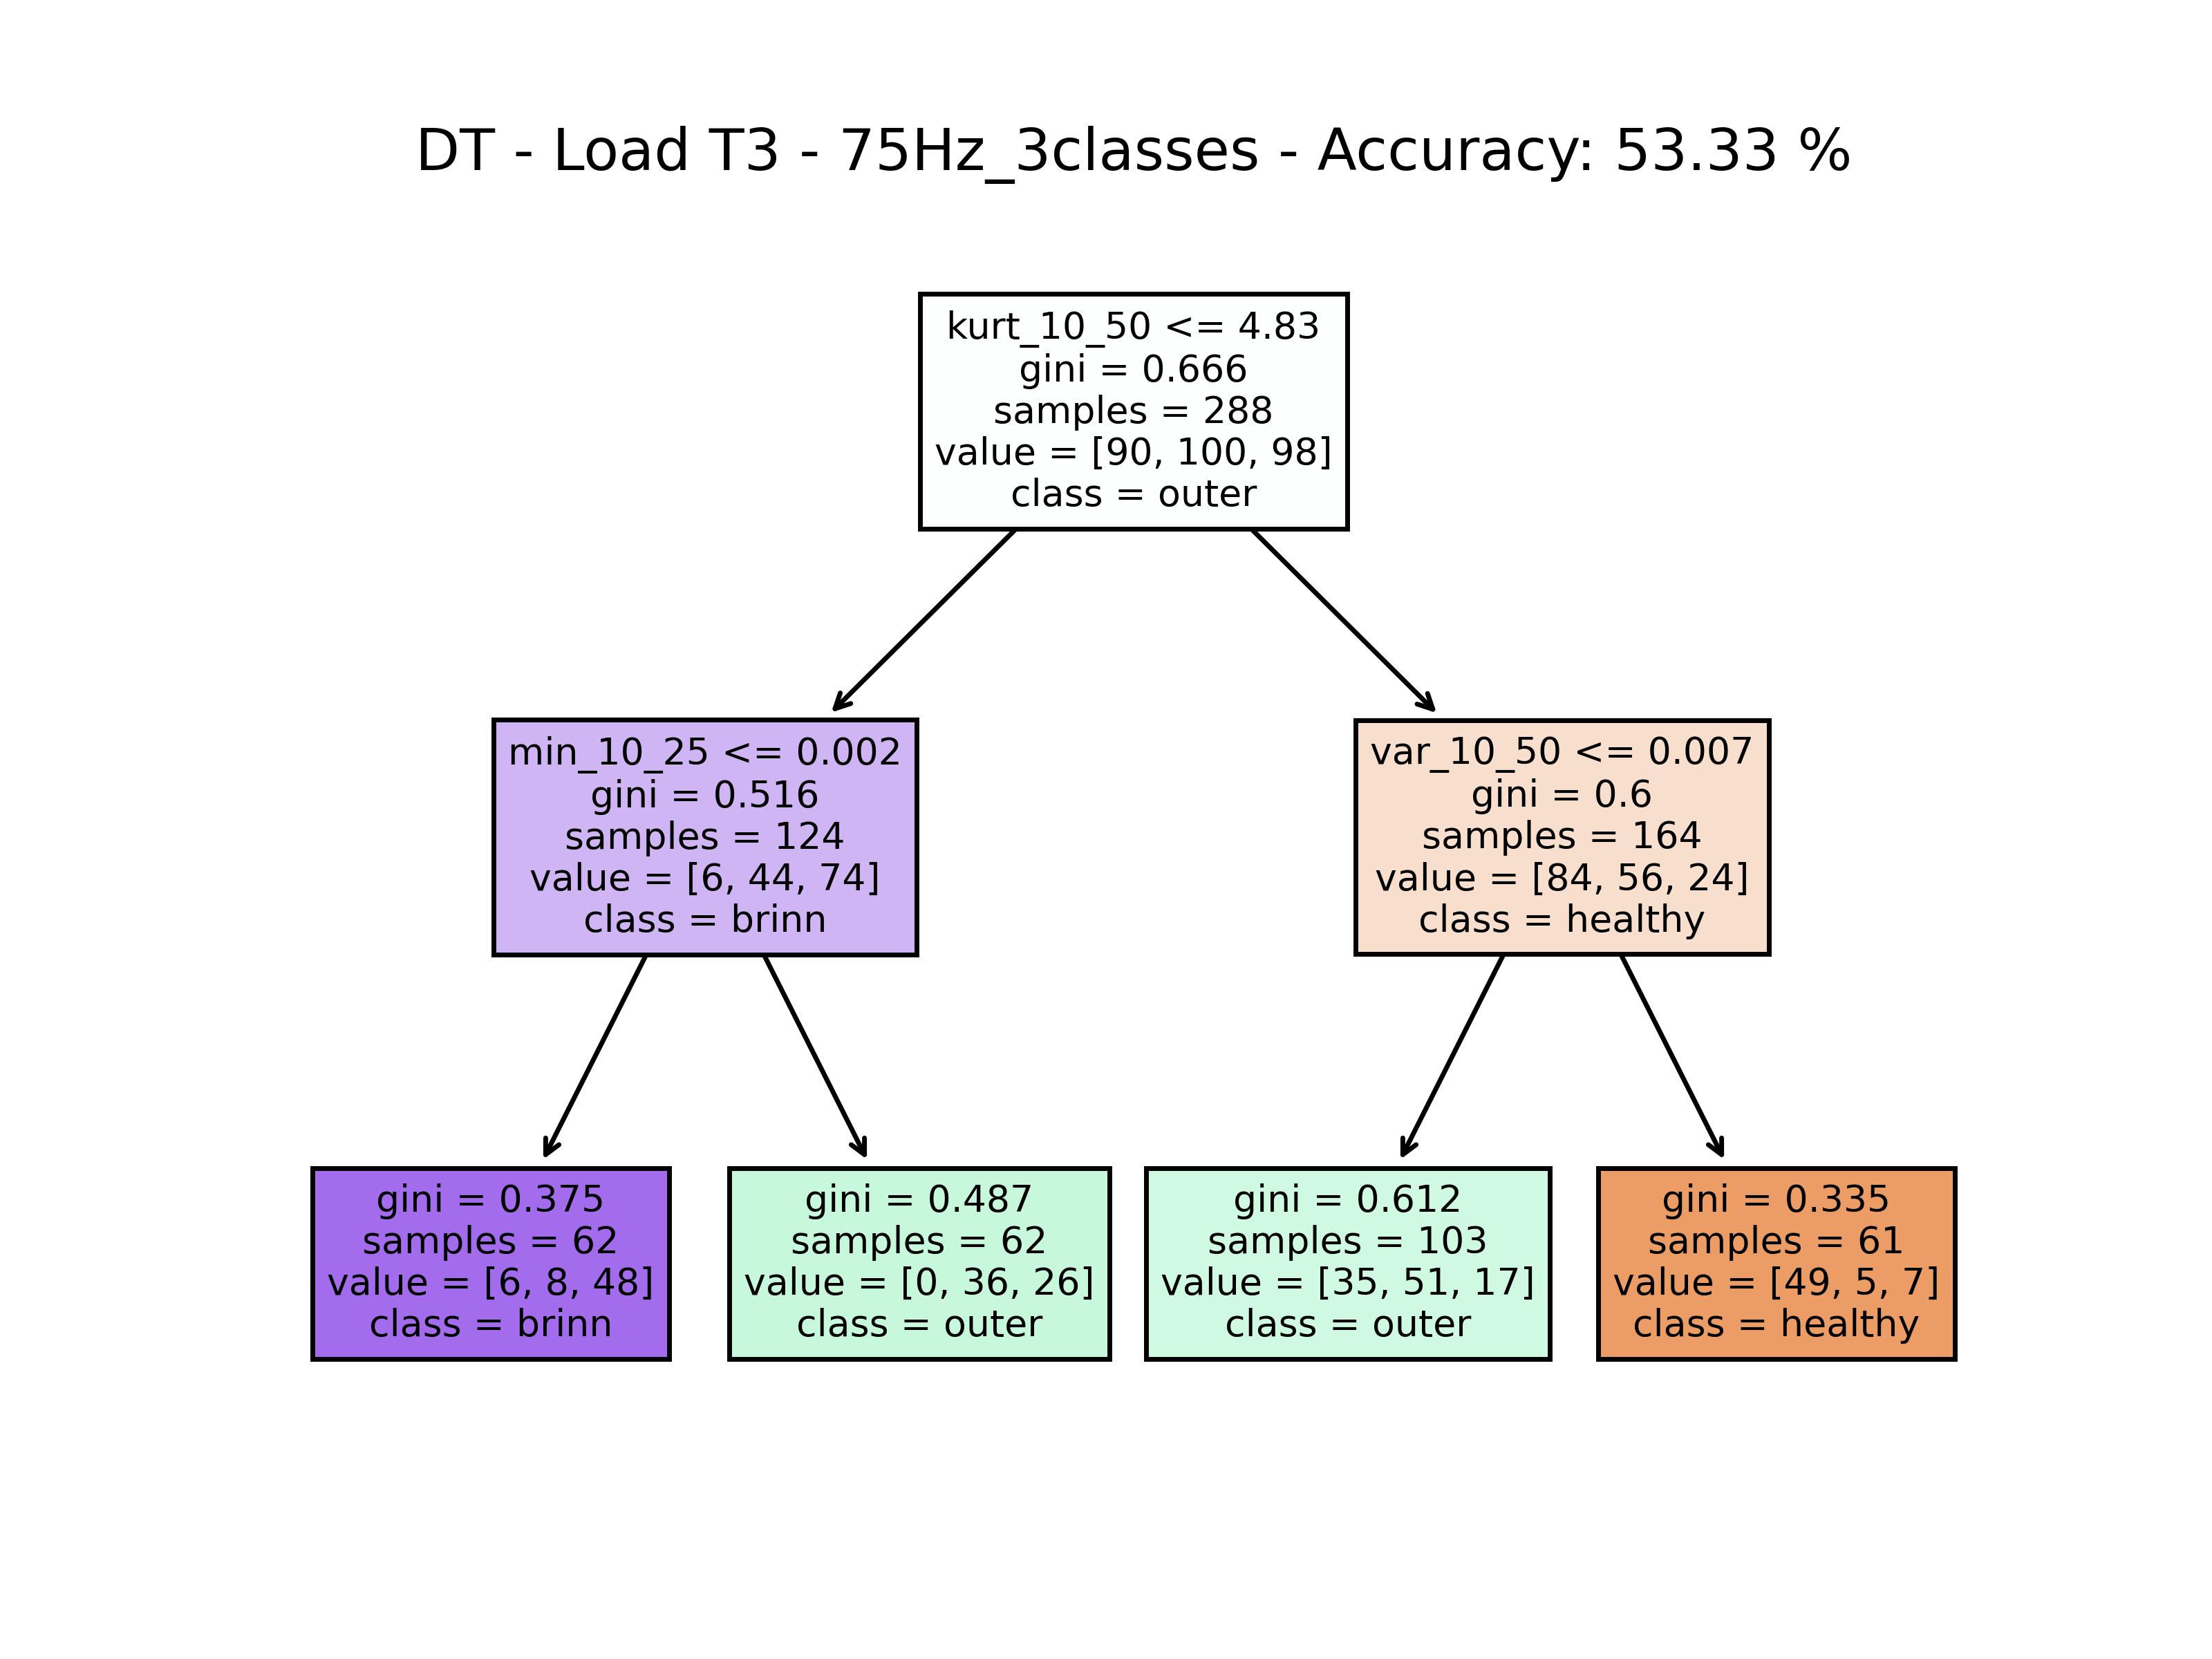 DT - Load T3 - 75Hz_3classes - Accuracy: 53.33 %
kurt_10_50 <= 4.83
gini = 0.666
samples = 288
value = [90, 100, 98]
class = outer
min_10_25 <= 0.002
gini = 0.516
samples = 124
value = [6, 44, 74]
class = brinn
var_10_50 <= 0.007
gini = 0.6
samples = 164
value = [84, 56, 24]
class = healthy
gini = 0.375
samples = 62
value = [6, 8, 48]
class = brinn
gini = 0.487
samples = 62
value = [0, 36, 26]
class = outer
gini = 0.612
samples = 103
value = [35, 51, 17]
class = outer
gini = 0.335
samples = 61
value = [49, 5, 7]
class = healthy